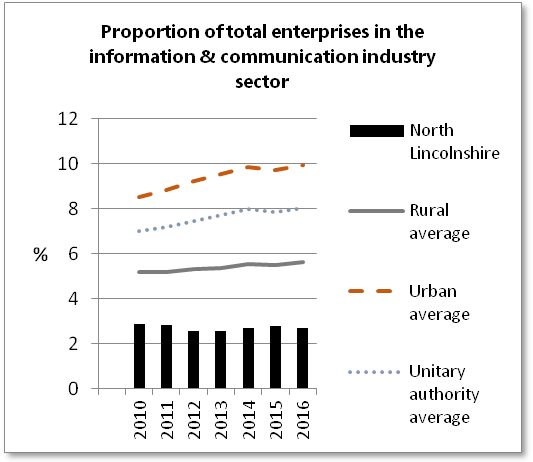 Proportion of total enterprises in the
information & communication industry
sector
12
10
8
6
4
2
0
%
2010
2011
2012
2013
2014
2015
2016
North
Lincolnshire
Rural
average
Urban
average
Unitary
authority
average